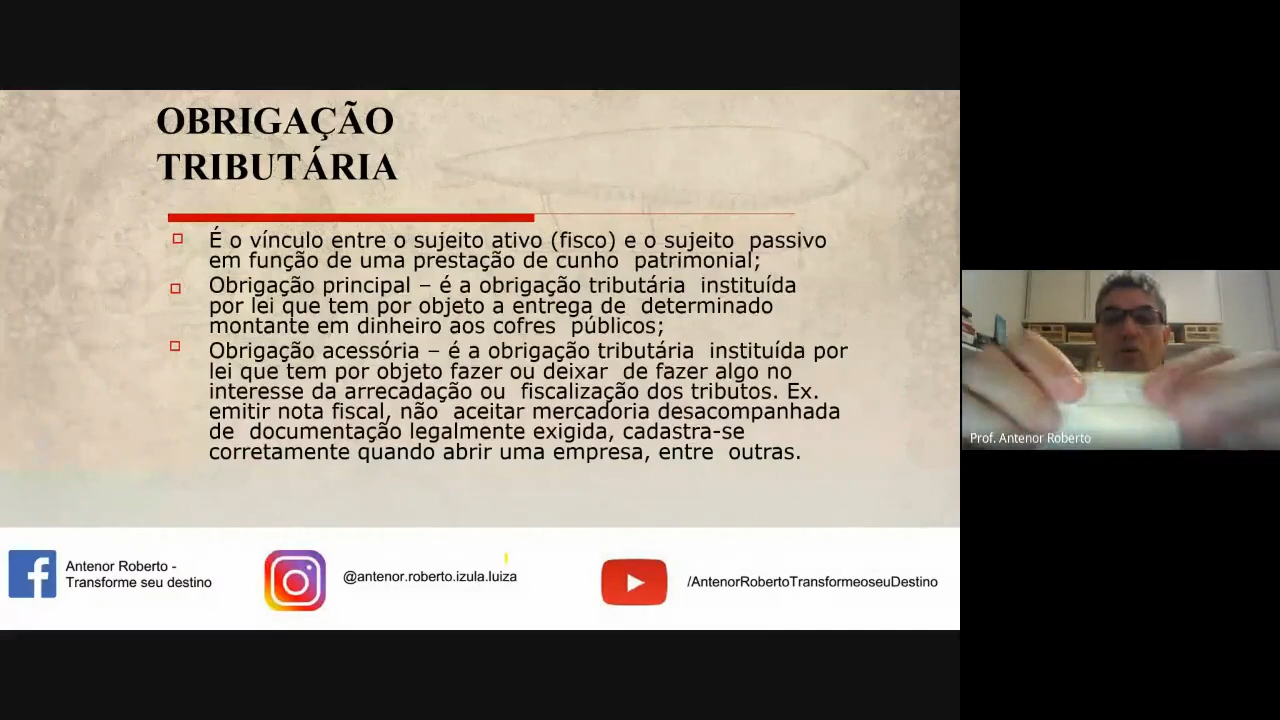 OBRIGAÇÃO
TRIBUTÁRIA
É o vínculo entre o sujeito ativo (fisco) e o sujeito passivo
em função de uma prestação de cunho patrimonial;
Obrigação principal – é a obrigação tributária instituída
por lei que tem por objeto a entrega de determinado
montante em dinheiro aos cofres públicos;
Obrigação acessória – é a obrigação tributária instituída por
lei que tem por objeto fazer ou deixar de fazer algo no
interesse da arrecadação ou fiscalização dos tributos. Ex.
emitir nota fiscal, não aceitar mercadoria desacompanhada
de documentação legalmente exigida, cadastra-se
corretamente quando abrir uma empresa, entre outras.
Prof. Antenor Roberto
Antenor Roberto -
Transforme seu destino
@antenor.roberto.izula.luiza
/AntenorRobertoTransformeoseuDestino